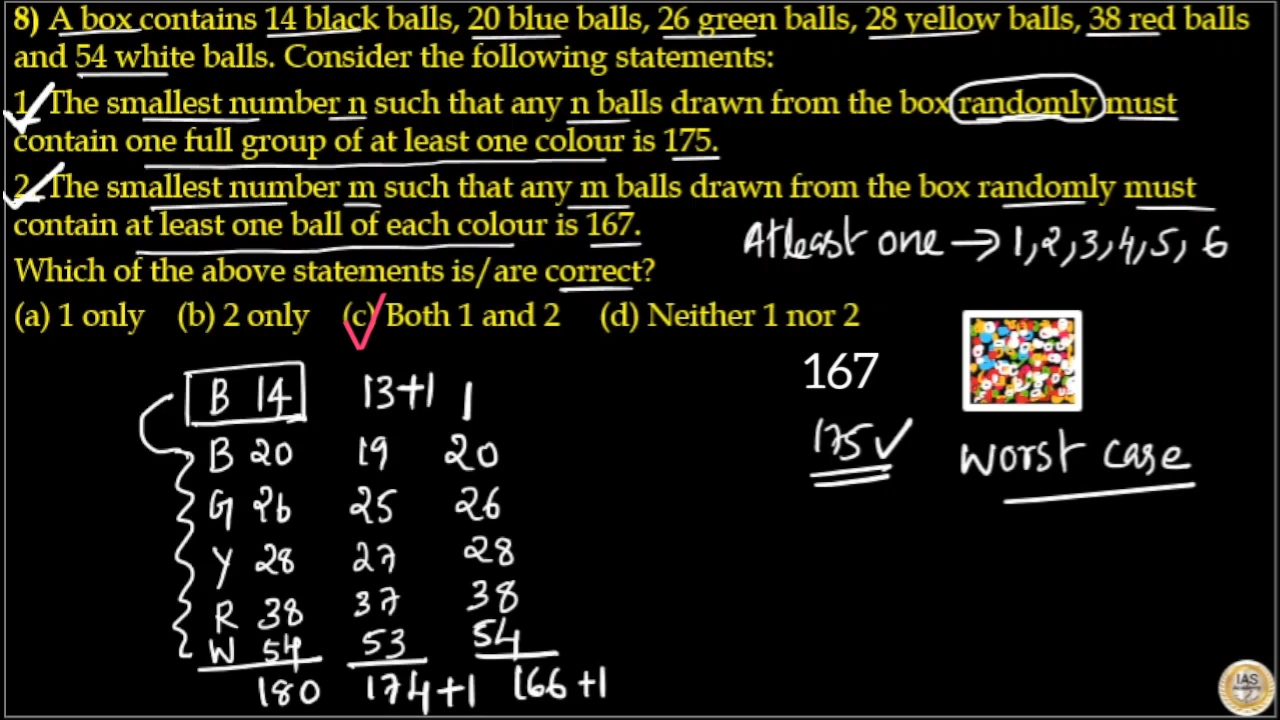 8) A box contains 14 black balls, 20 blue balls, 26 green balls, 28 yellow balls, 38 red balls
and 54 white balls. Consider the following statements:
1. The smallest number n such that any n balls drawn from the box randomly must
contain one full group of at least one colour is 175.
2. The smallest number m such that any m balls drawn from the box randomly must
contain at least one ball of each colour is 167.
Atleast one → 1,2,3,4,5,6
Which of the above statements is/are correct?
(a) 1 only (b) 2 only (c) Both 1 and 2 (d) Neither 1 nor 2
167
B 14 13+1 1
175✓
B 20 19 20
worst case
G 26 25 26
Y 28 27 28
R 38 37 38
W 54 53 54
180 174+1 166+1
IAS